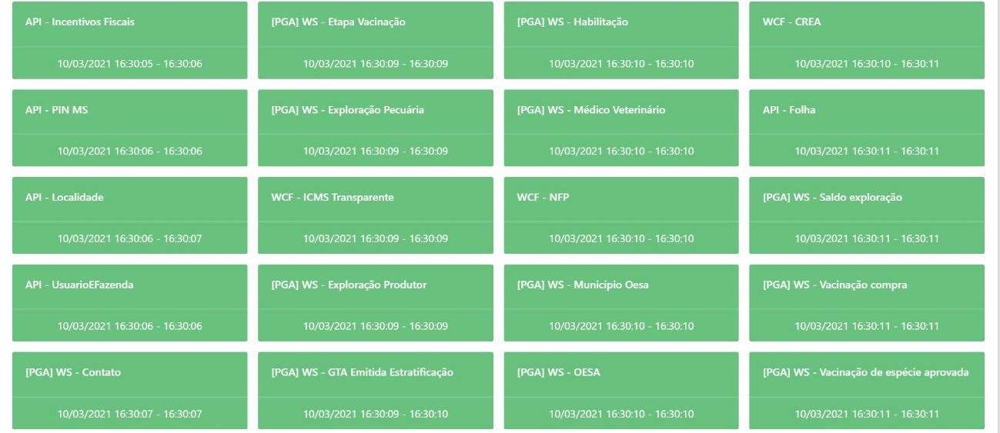 API - Incentivos Fiscais
10/03/2021 16:30:05 - 16:30:06
[PGA] WS - Etapa Vacinação
10/03/2021 16:30:09 - 16:30:09
[PGA] WS - Habilitação
10/03/2021 16:30:10 - 16:30:10
WCF - CREA
10/03/2021 16:30:10 - 16:30:11
API - PIN MS
10/03/2021 16:30:06 - 16:30:06
[PGA] WS - Exploração Pecuária
10/03/2021 16:30:09 - 16:30:09
[PGA] WS - Médico Veterinário
10/03/2021 16:30:10 - 16:30:10
API - Folha
10/03/2021 16:30:11 - 16:30:11
API - Localidade
10/03/2021 16:30:06 - 16:30:07
WCF - ICMS Transparente
10/03/2021 16:30:09 - 16:30:09
WCF - NFP
10/03/2021 16:30:10 - 16:30:10
[PGA] WS - Saldo exploração
10/03/2021 16:30:11 - 16:30:11
API - UsuarioEFazenda
10/03/2021 16:30:06 - 16:30:06
[PGA] WS - Exploração Produtor
10/03/2021 16:30:09 - 16:30:09
[PGA] WS - Município Oesa
10/03/2021 16:30:10 - 16:30:10
[PGA] WS - Vacinação compra
10/03/2021 16:30:11 - 16:30:11
[PGA] WS - Contato
10/03/2021 16:30:07 - 16:30:07
[PGA] WS - GTA Emitida Estratificação
10/03/2021 16:30:09 - 16:30:10
[PGA] WS - OESA
10/03/2021 16:30:10 - 16:30:10
[PGA] WS - Vacinação de espécie aprovada
10/03/2021 16:30:11 - 16:30:11